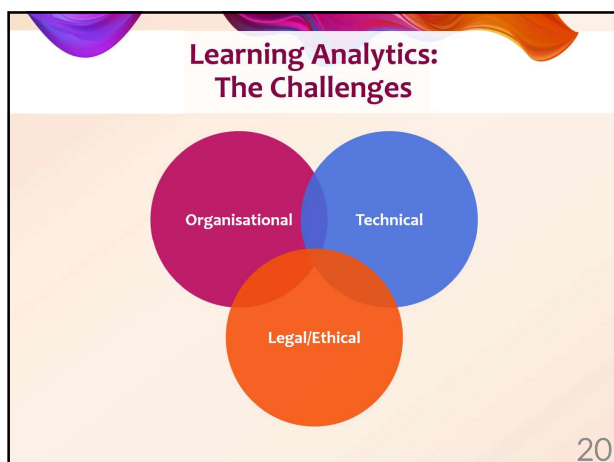 Learning Analytics:
The Challenges
Organisational
Technical
Legal/Ethical
20